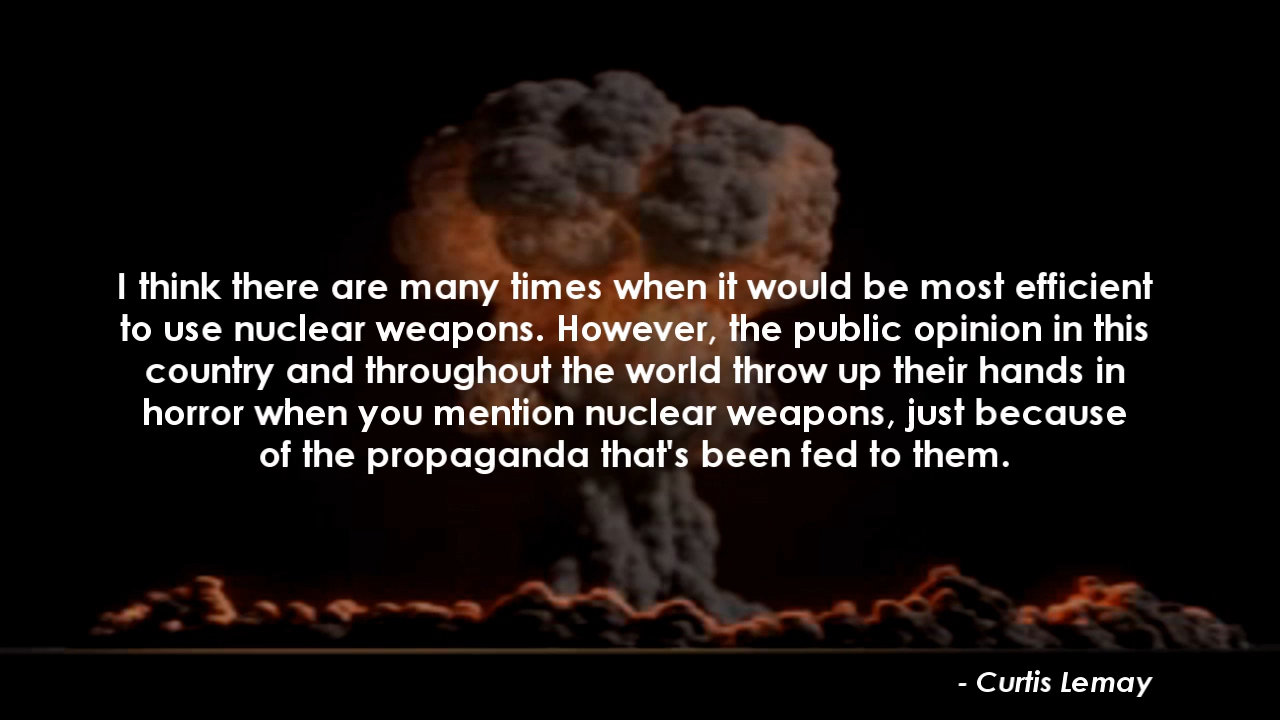 I think there are many times when it would be most efficient
to use nuclear weapons. However, the public opinion in this
country and throughout the world throw up their hands in
horror when you mention nuclear weapons, just because
of the propaganda that's been fed to them.
- Curtis Lemay